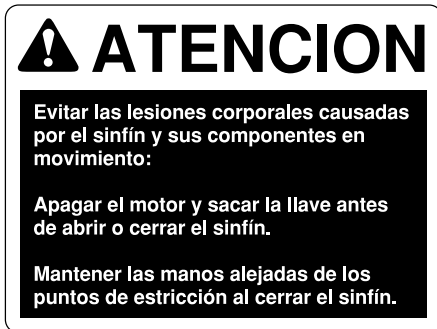 ATENCION
Evitar las lesiones corporales causadas
por el sinfín y sus componentes en
movimiento:
Apagar el motor y sacar la llave antes
de abrir o cerrar el sinfín.
Mantener las manos alejadas de los
puntos de estricción al cerrar el sinfín.